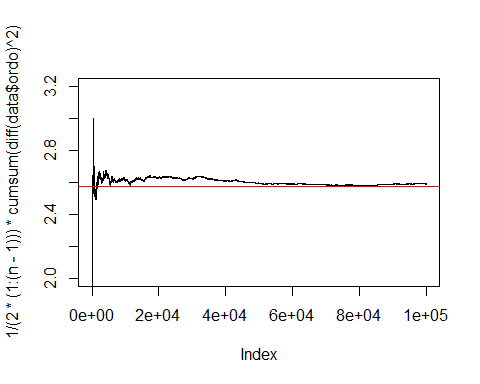 1/(2 * (1:(n - 1))) * cumsum(diff(data$ordo)^2)
3.2
2.8
2.4
2.0
0e+00 2e+04 4e+04 6e+04 8e+04 1e+05
Index